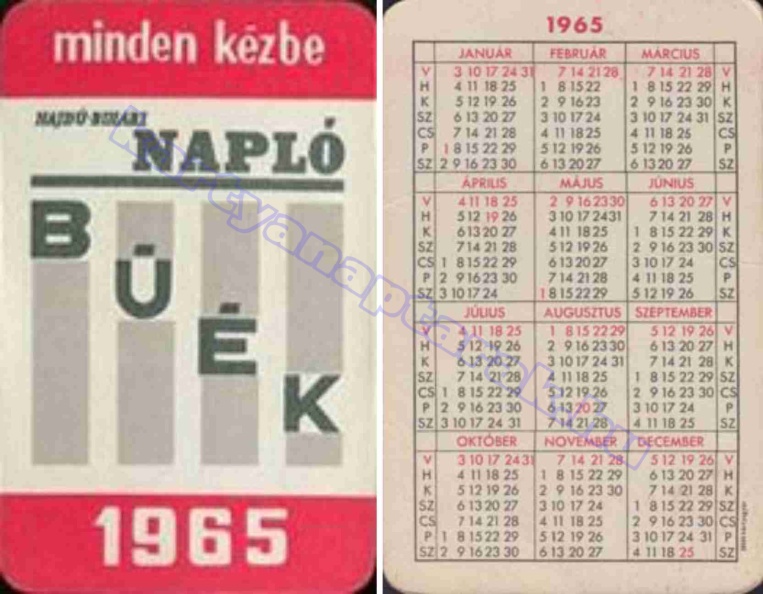 minden kézbe
HAJDÚ-BIHARI
NAPLÓ
B
Ú
É
K
1965
1965
JANUÁR FEBRUÁR MÁRCIUS
V 3 10 17 24 31 7 14 21 28 7 14 21 28 V
H 4 11 18 25 1 8 15 22 1 8 15 22 29 H
K 5 12 19 26 2 9 16 23 2 9 16 23 30 K
SZ 6 13 20 27 3 10 17 24 3 10 17 24 31 SZ
CS 7 14 21 28 4 11 18 25 4 11 18 25 CS
P 1 8 15 22 29 5 12 19 26 5 12 19 26 P
SZ 2 9 16 23 30 6 13 20 27 6 13 20 27 SZ
ÁPRILIS MÁJUS JÚNIUS
V 4 11 18 25 2 9 16 23 30 6 13 20 27 V
H 5 12 19 26 3 10 17 24 31 7 14 21 28 H
K 6 13 20 27 4 11 18 25 1 8 15 22 29 K
SZ 7 14 21 28 5 12 19 26 2 9 16 23 30 SZ
CS 1 8 15 22 29 6 13 20 27 3 10 17 24 CS
P 2 9 16 23 30 7 14 21 28 4 11 18 25 P
SZ 3 10 17 24 1 8 15 22 29 5 12 19 26 SZ
JÚLIUS AUGUSZTUS SZEPTEMBER
V 4 11 18 25 1 8 15 22 29 5 12 19 26 V
H 5 12 19 26 2 9 16 23 30 6 13 20 27 H
K 6 13 20 27 3 10 17 24 31 7 14 21 28 K
SZ 7 14 21 28 4 11 18 25 1 8 15 22 29 SZ
CS 1 8 15 22 29 5 12 19 26 2 9 16 23 30 CS
P 2 9 16 23 30 6 13 20 27 3 10 17 24 P
SZ 3 10 17 24 31 7 14 21 28 4 11 18 25 SZ
OKTÓBER NOVEMBER DECEMBER
V 3 10 17 24 31 7 14 21 28 5 12 19 26 V
H 4 11 18 25 1 8 15 22 29 6 13 20 27 H
K 5 12 19 26 2 9 16 23 30 7 14 21 28 K
SZ 6 13 20 27 3 10 17 24 1 8 15 22 29 SZ
CS 7 14 21 28 4 11 18 25 2 9 16 23 30 CS
P 1 8 15 22 29 5 12 19 26 3 10 17 24 31 P
SZ 2 9 16 23 30 6 13 20 27 4 11 18 25 SZ
kartyanaptarak.hu